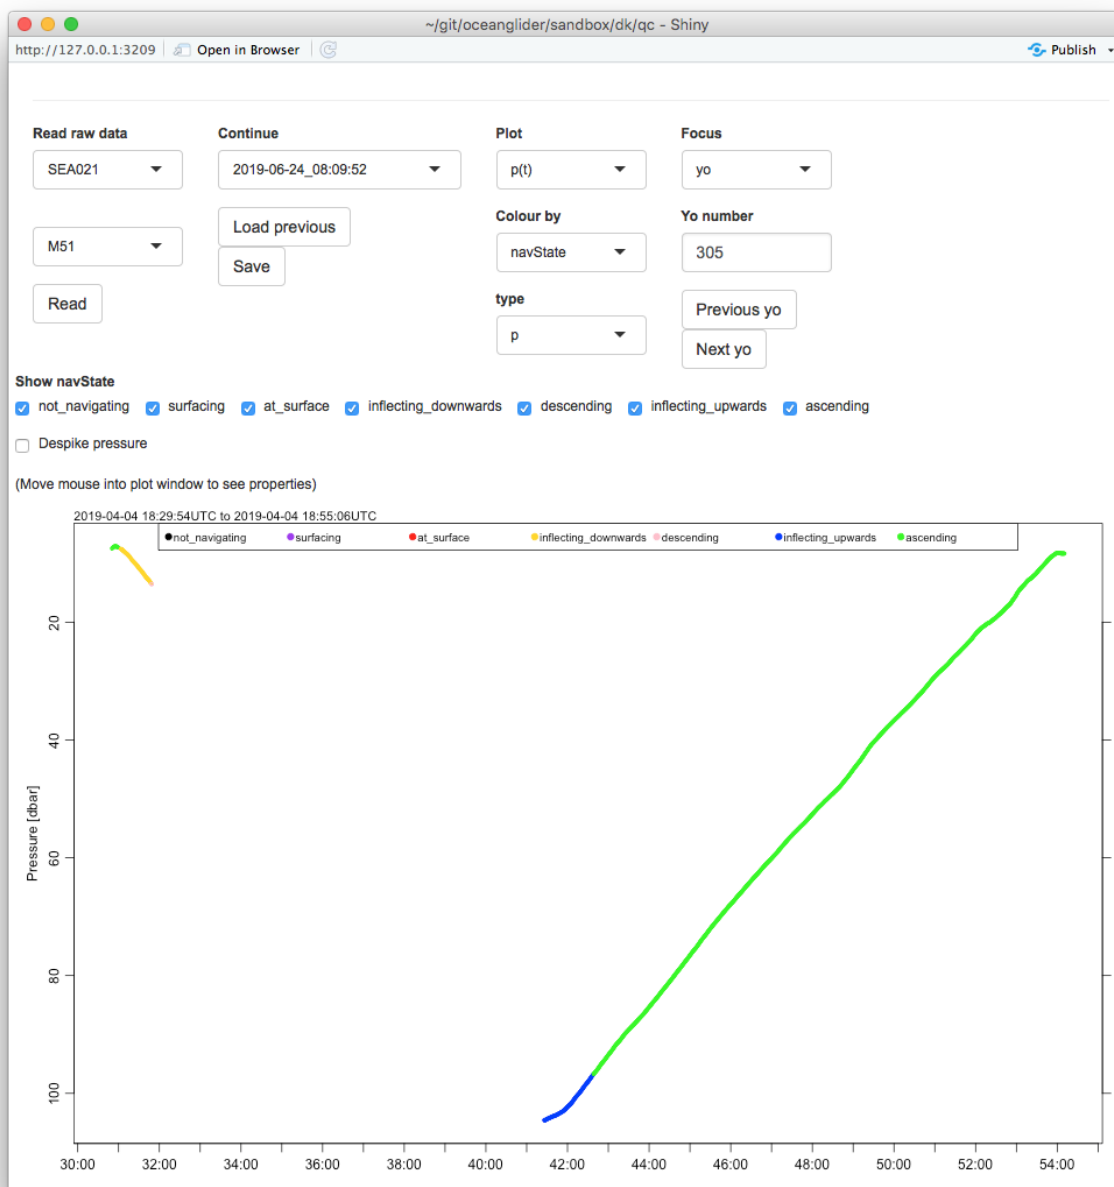 ~/git/oceanglider/sandbox/dk/qc - Shiny
http://127.0.0.1:3209 Open in Browser Publish
Read raw data Continue Plot Focus
SEA021 2019-06-24_08:09:52 p(t) yo
Load previous Colour by Yo number
M51 navState 305
Save
Read type Previous yo
p Next yo
Show navState
not_navigating surfacing at_surface inflecting_downwards descending inflecting_upwards ascending
Despike pressure
(Move mouse into plot window to see properties)
2019-04-04 18:29:54UTC to 2019-04-04 18:55:06UTC
not_navigating surfacing at_surface inflecting_downwards descending inflecting_upwards ascending
20
40
60
80
100
Pressure [dbar]
30:00 32:00 34:00 36:00 38:00 40:00 42:00 44:00 46:00 48:00 50:00 52:00 54:00